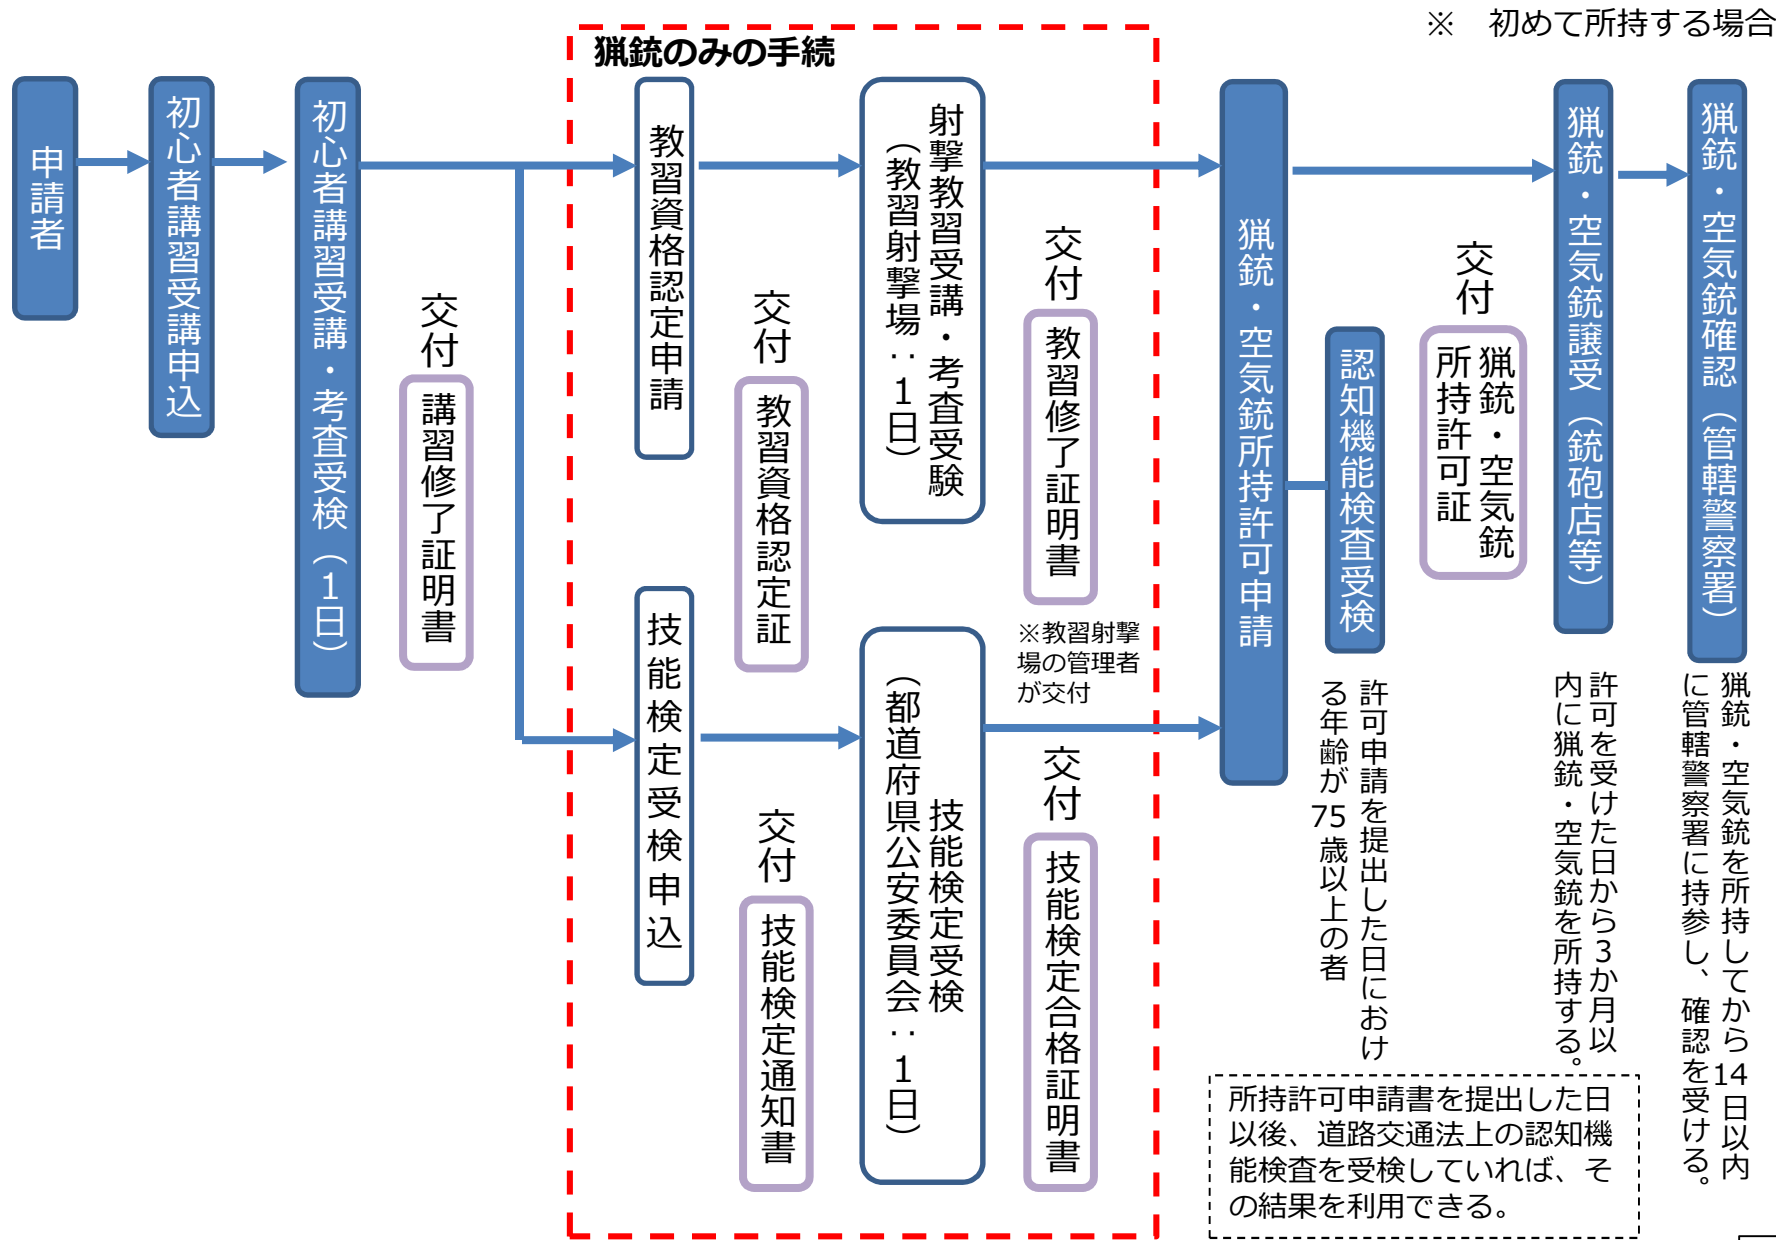 ※　初めて所持する場合
猟銃のみの手続
申請者
初心者講習受講申込
初心者講習受講・考査受検（１日）
交付
講習修了証明書
教習資格認定申請
交付
教習資格認定証
射撃教習受講・考査受験
（教習射撃場：１日）
交付
教習修了証明書
※教習射撃
場の管理者
が交付
技能検定受検申込
交付
技能検定通知書
技能検定受検
（都道府県公安委員会：１日）
交付
技能検定合格証明書
猟銃・空気銃所持許可申請
認知機能検査受検
許可申請を提出した日におけ
る年齢が75歳以上の者
交付
猟銃・空気銃
所持許可証
猟銃・空気銃譲受（銃砲店等）
許可を受けた日から３か月以
内に猟銃・空気銃を所持する。
猟銃・空気銃確認（管轄警察署）
猟銃・空気銃を所持してから14日以内
に管轄警察署に持参し、確認を受ける。
所持許可申請書を提出した日
以後、道路交通法上の認知機
能検査を受検していれば、そ
の結果を利用できる。